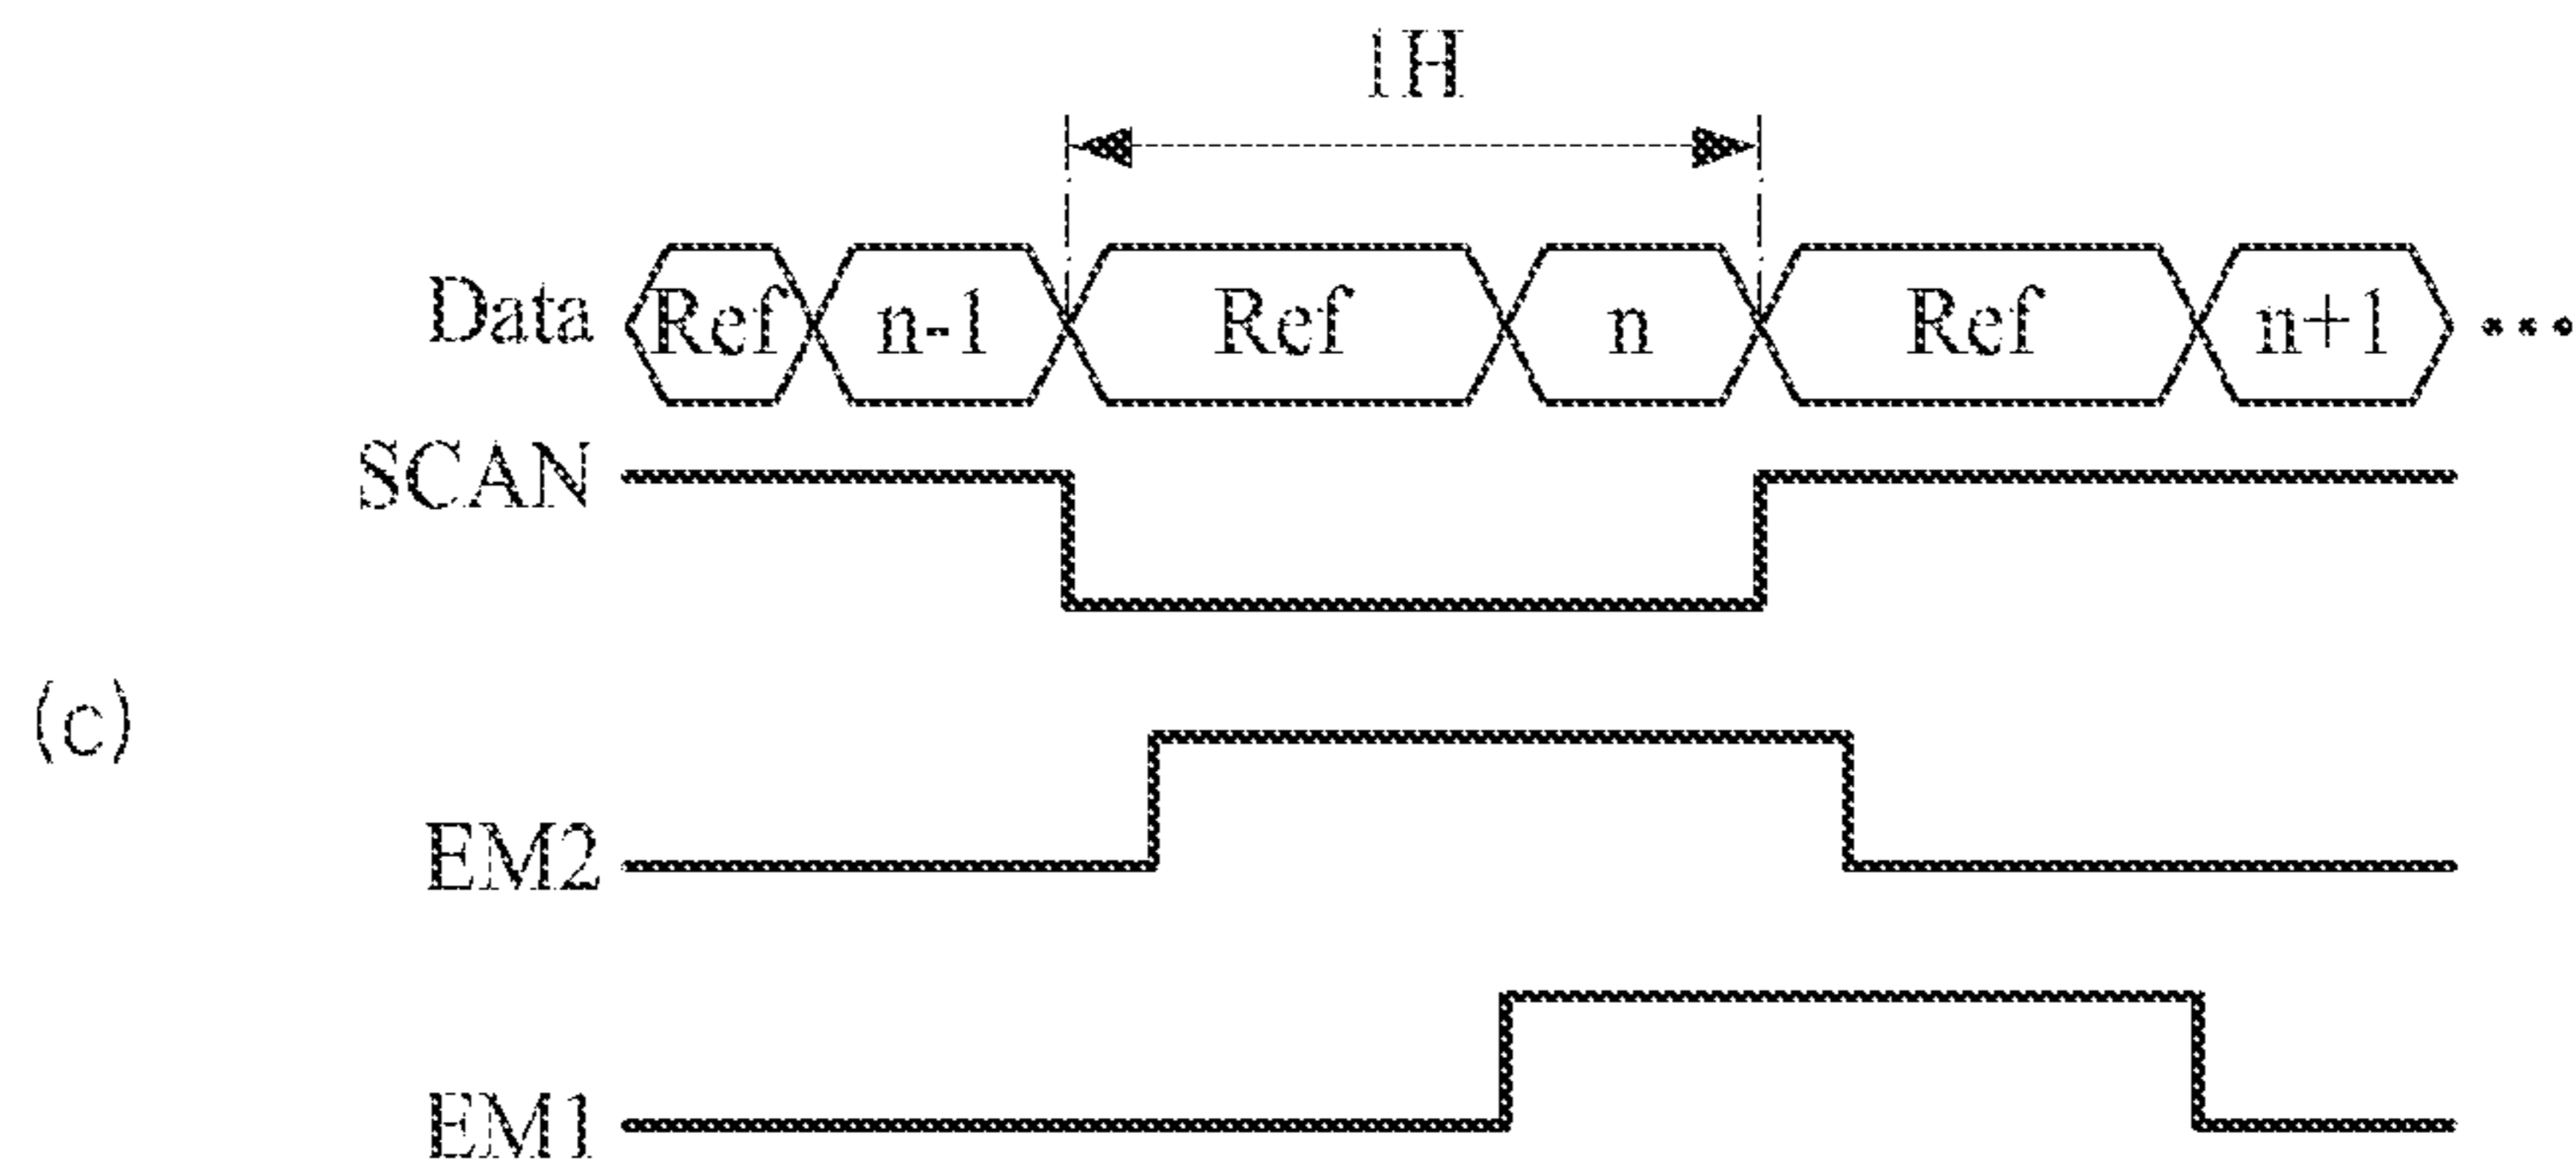 1H
Data Ref n-1 Ref n Ref n+1 ...
SCAN
(c)
EM2
EM1